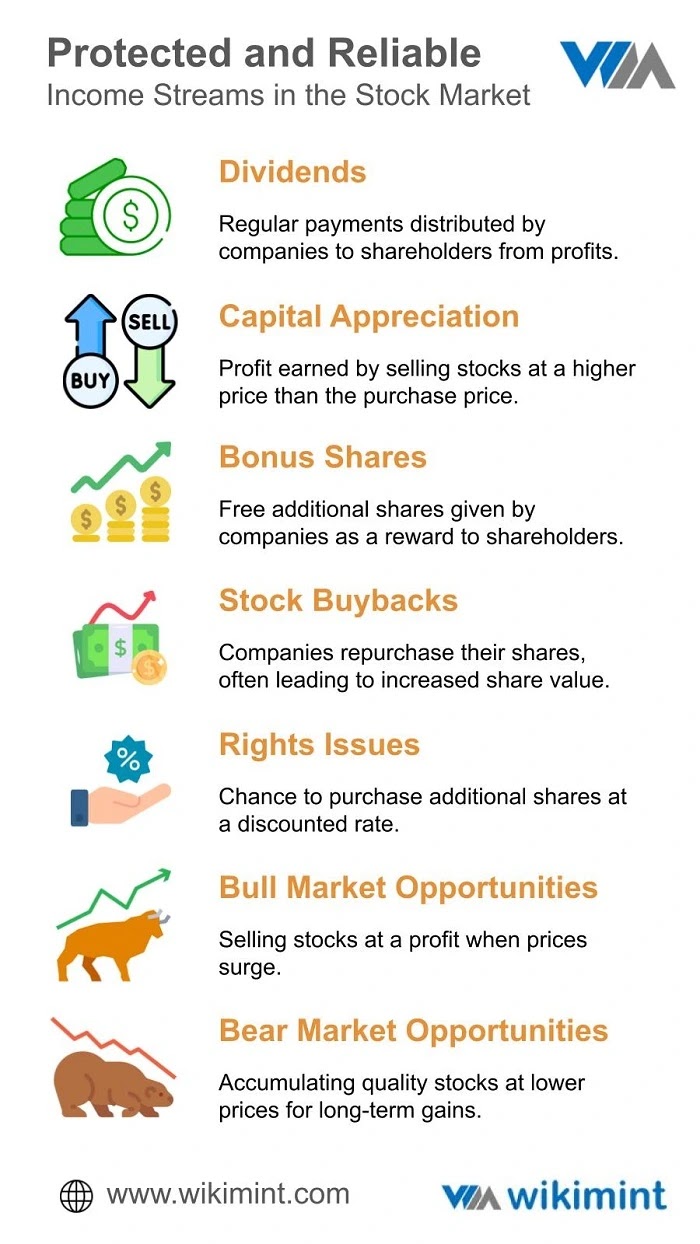 Protected and Reliable
Income Streams in the Stock Market
Dividends
$
Regular payments distributed by
companies to shareholders from profits.
SELL
BUY
Capital Appreciation
Profit earned by selling stocks at a higher
price than the purchase price.
Bonus Shares
$ $ $
Free additional shares given by
companies as a reward to shareholders.
Stock Buybacks
$
$
Companies repurchase their shares,
often leading to increased share value.
Rights Issues
%
Chance to purchase additional shares at
a discounted rate.
Bull Market Opportunities
Selling stocks at a profit when prices
surge.
Bear Market Opportunities
Accumulating quality stocks at lower
prices for long-term gains.
www.wikimint.com
wikimint